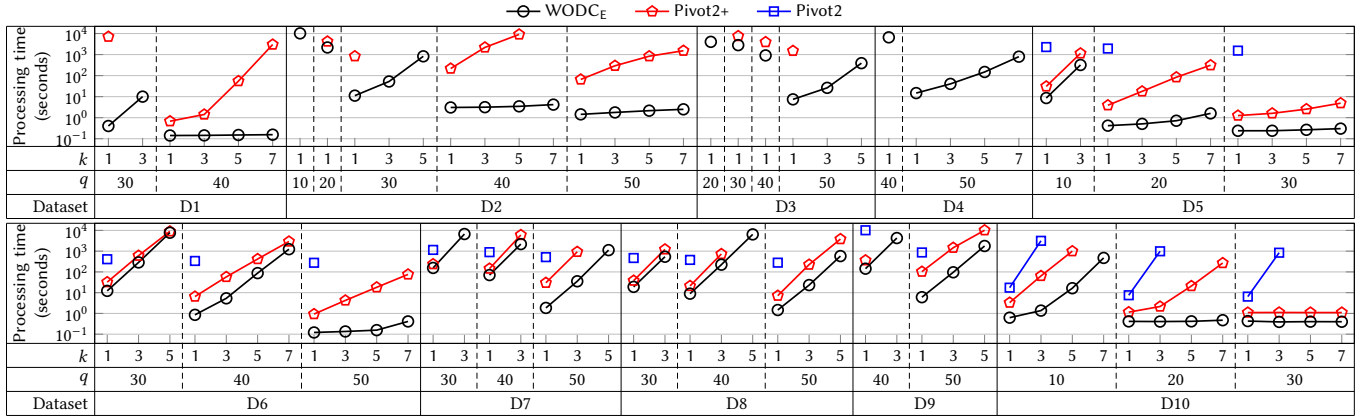 WODC_E Pivot2+ Pivot2
Processing time (seconds)
10^4
10^3
10^2
10^1
10^0
10^-1
k 1 3 1 3 5 7 1 1 1 3 5 1 3 5 7 1 3 5 7 1 1 1 1 3 5 1 1 3 5 7 1 3 1 3 5 7 1 3 5 7
q 30 40 10 20 30 40 50 20 30 40 50 40 50 10 20 30
Dataset D1 D2 D3 D4 D5
Processing time (seconds)
10^4
10^3
10^2
10^1
10^0
10^-1
k 1 3 5 1 3 5 7 1 3 5 7 1 3 1 3 1 3 5 1 3 1 3 5 1 3 5 1 3 1 3 5 1 3 5 7 1 3 5 7 1 3 5 7
q 30 40 50 30 40 50 30 40 50 40 50 10 20 30
Dataset D6 D7 D8 D9 D10